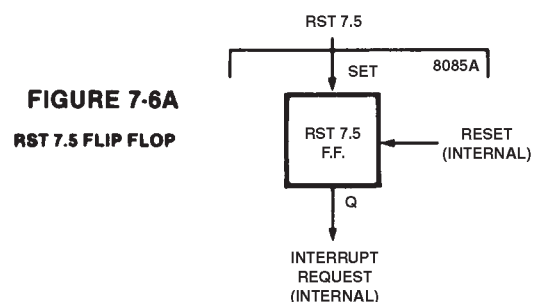 RST 7.5
8085A
SET
FIGURE 7-6A
RST 7.5 FLIP FLOP
RST 7.5
F.F.
RESET
(INTERNAL)
Q
INTERRUPT
REQUEST
(INTERNAL)